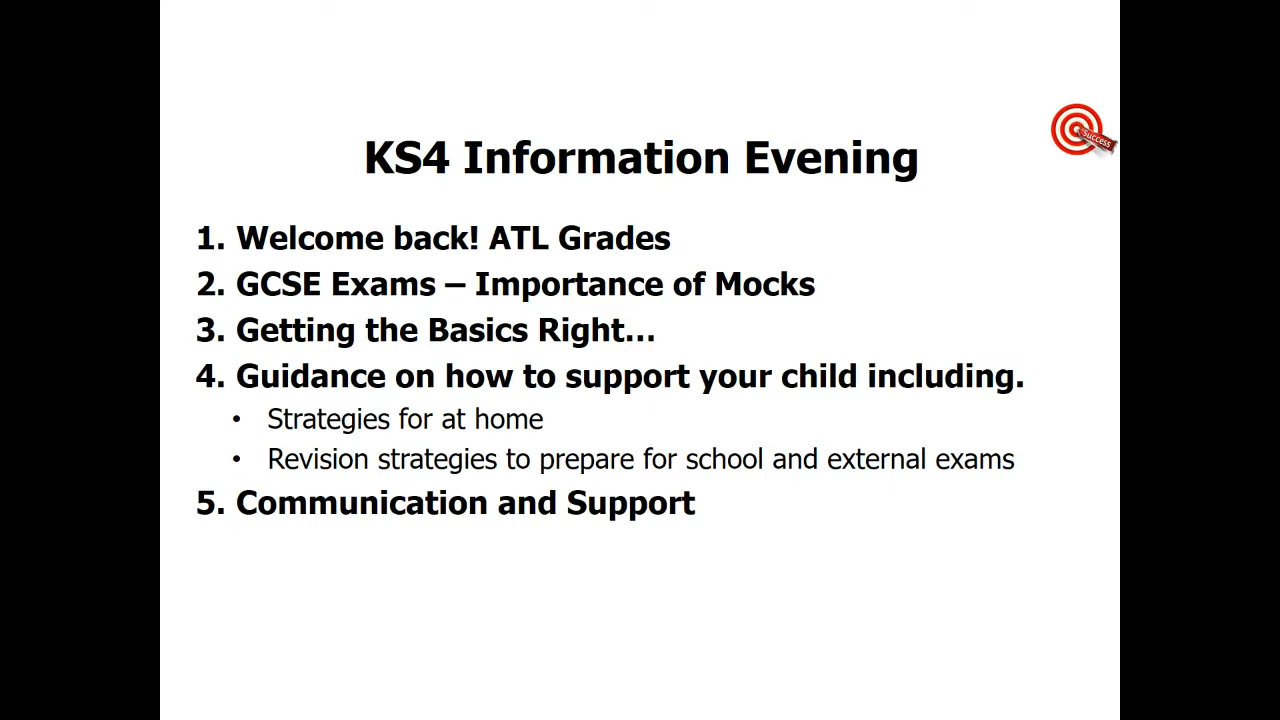 KS4 Information Evening
success
1. Welcome back! ATL Grades
2. GCSE Exams – Importance of Mocks
3. Getting the Basics Right…
4. Guidance on how to support your child including.
• Strategies for at home
• Revision strategies to prepare for school and external exams
5. Communication and Support